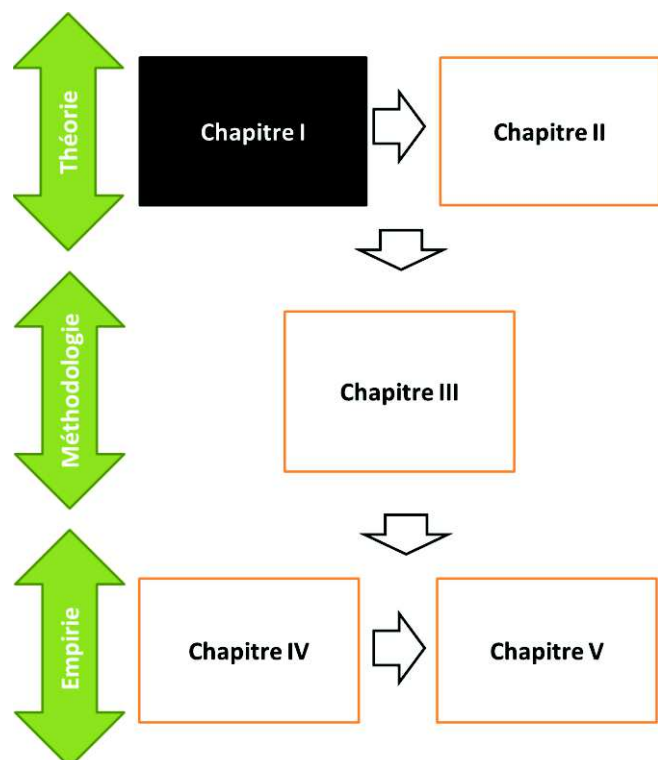 Théorie
Chapitre I
Chapitre II
Méthodologie
Chapitre III
Empirie
Chapitre IV
Chapitre V